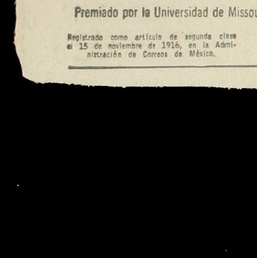 Premiado por la Universidad de Missou
Registrado como artículo de segunda clase
el 15 de noviembre de 1916, en la Admi-
nistración de Correos de México.